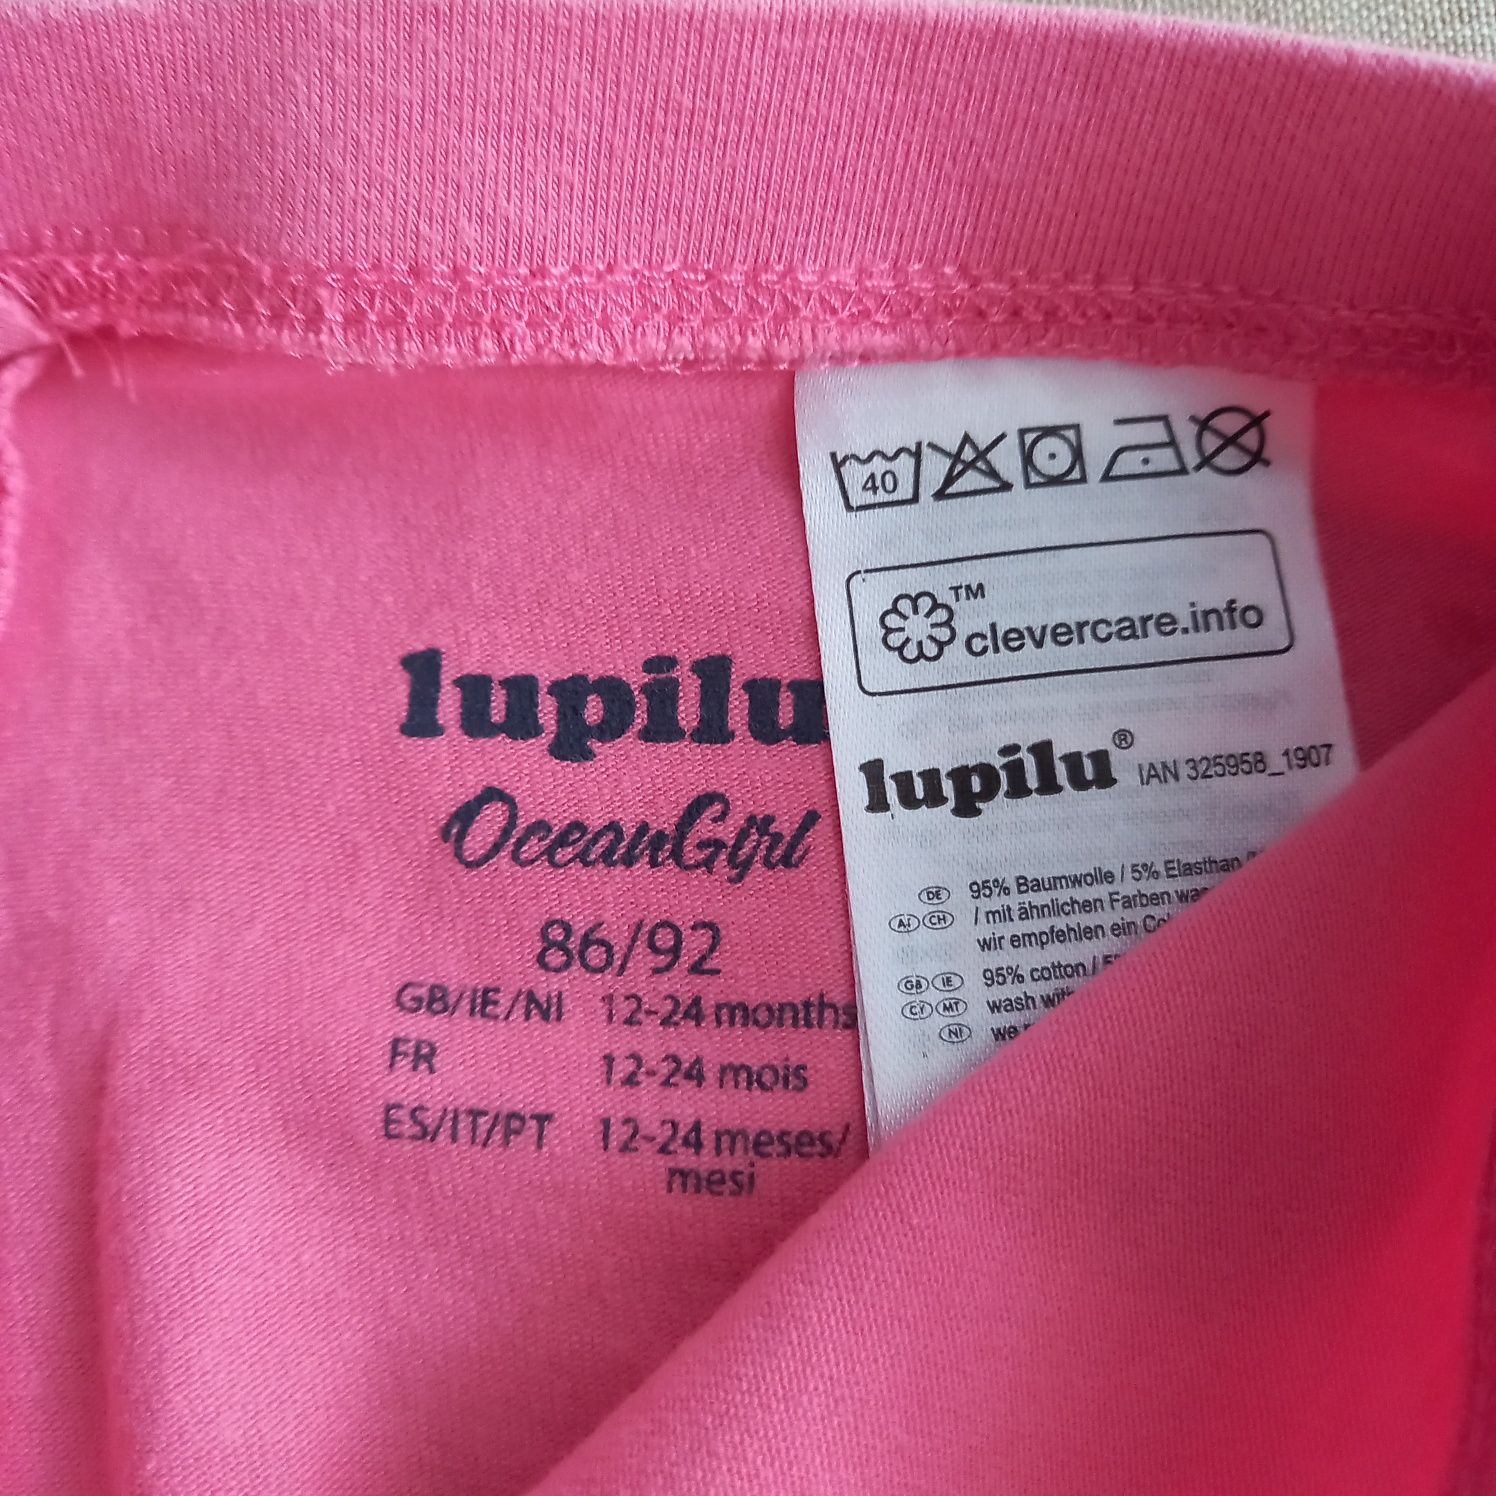 lupilu
OceanGirl
86/92
GB/IE/NI 12-24 months
FR 12-24 mois
ES/IT/PT 12-24 meses/
mesi
40
TM
clevercare.info
lupilu® IAN 325958_1907
DE 95% Baumwolle / 5% Elasthan
AT CH / mit ähnlichen Farben
wir empfehlen ein
GB IE 95% cotton /
CY MT wash
NI